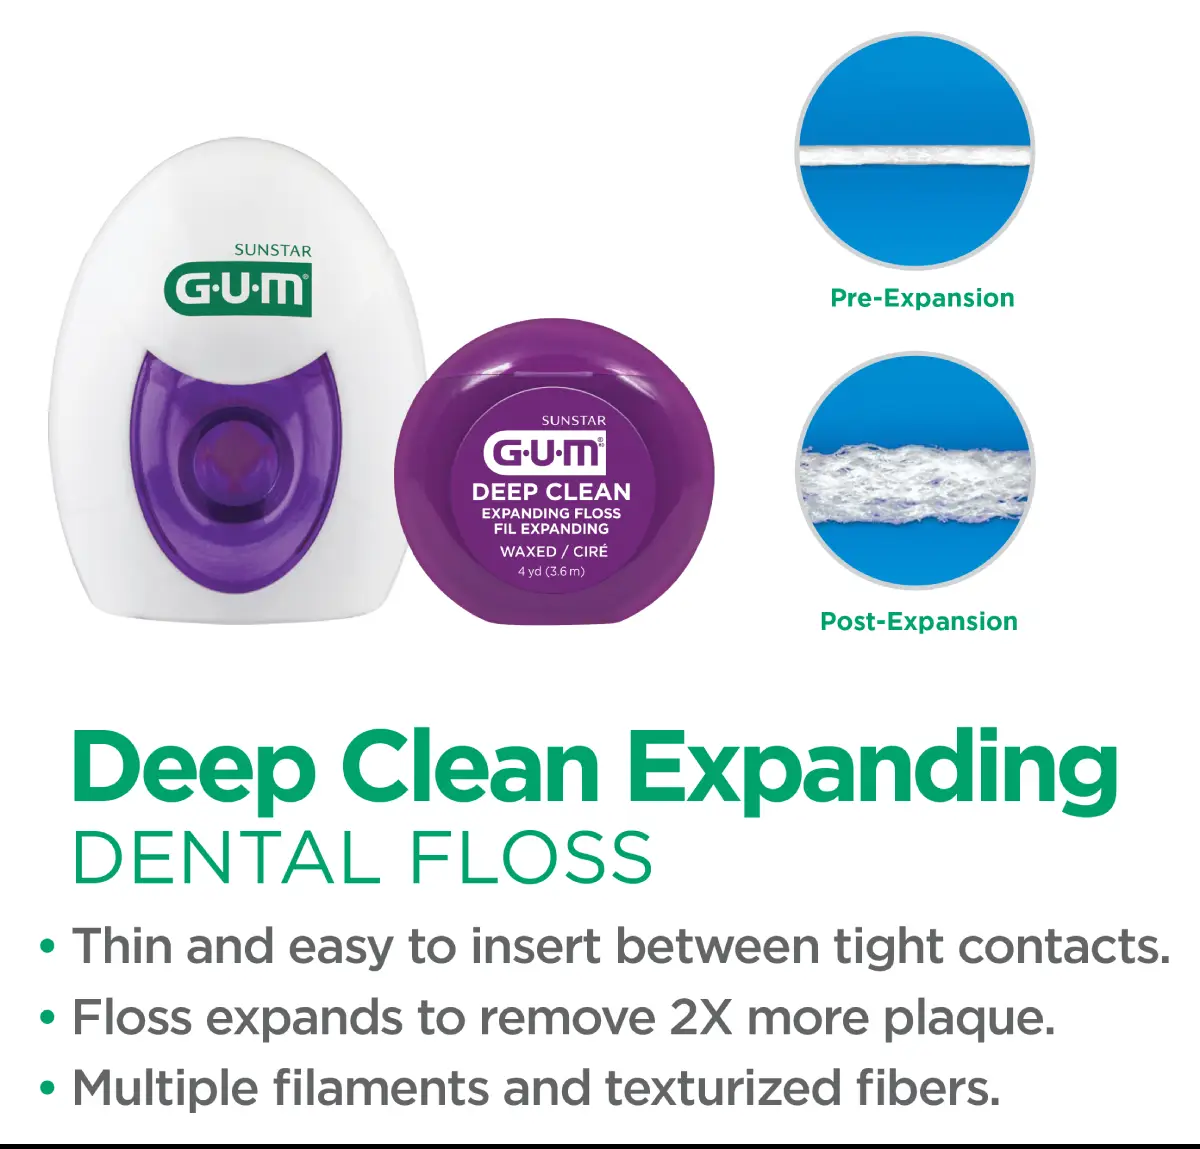 SUNSTAR
G·U·M®
SUNSTAR
G·U·M®
DEEP CLEAN
EXPANDING FLOSS
FIL EXPANDING
WAXED / CIRÉ
4 yd (3.6 m)
Pre-Expansion
Post-Expansion
Deep Clean Expanding
DENTAL FLOSS
• Thin and easy to insert between tight contacts.
• Floss expands to remove 2X more plaque.
• Multiple filaments and texturized fibers.